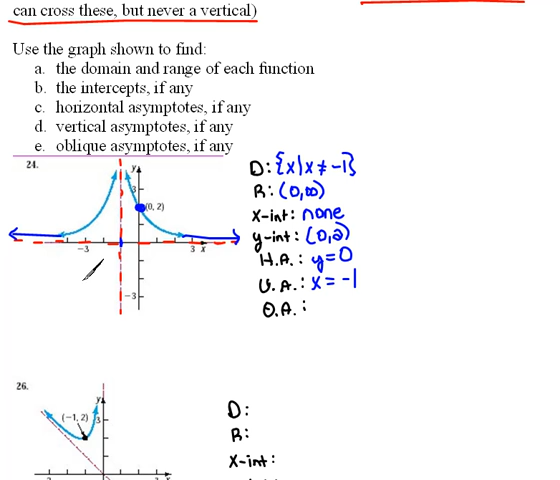 can cross these, but never a vertical)
Use the graph shown to find:
a. the domain and range of each function
b. the intercepts, if any
c. horizontal asymptotes, if any
d. vertical asymptotes, if any
e. oblique asymptotes, if any
24.
y
3
(0, 2)
-3
3 x
-3
D: {x|x ≠ -1}
R: (0,∞)
x-int: none
y-int: (0,2)
H.A.: y=0
V.A.: x = -1
O.A.:
26.
y
3
(-1, 2)
D:
R:
x-int: